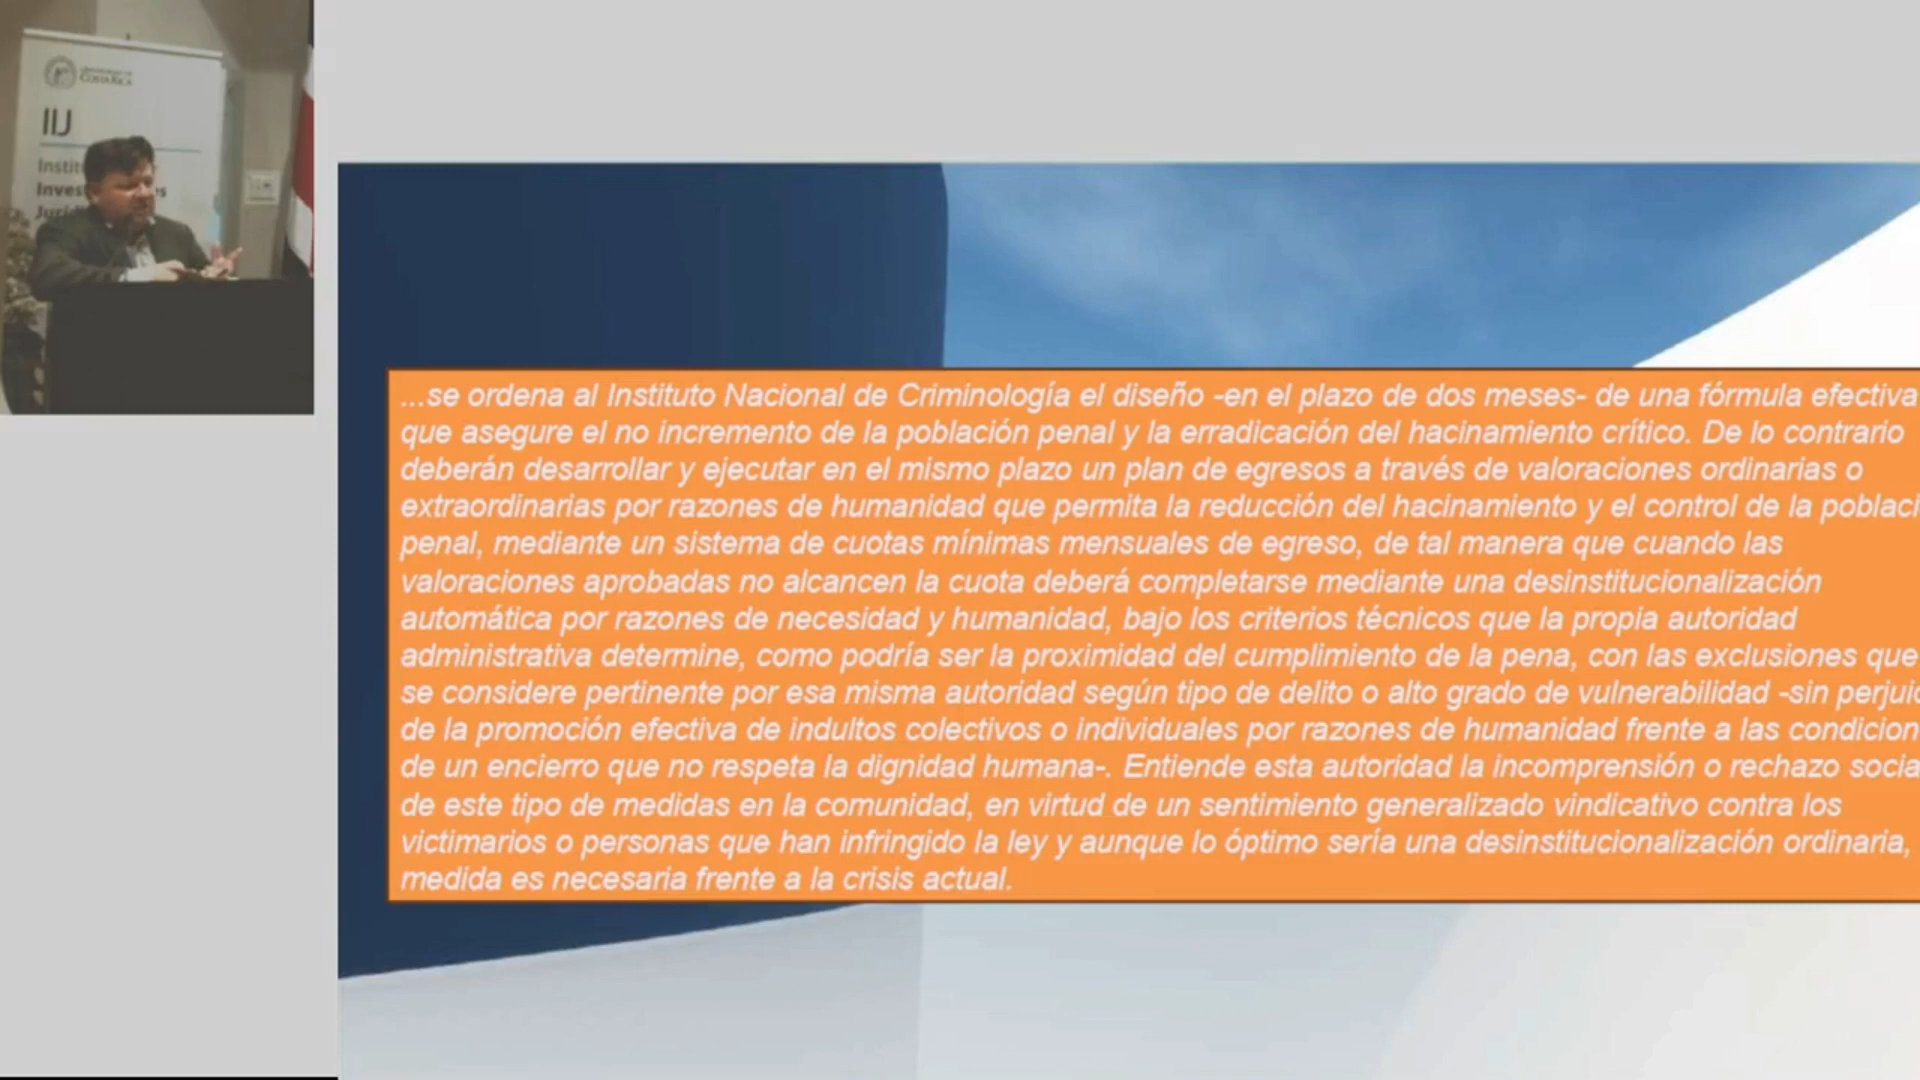 UNIVERSIDAD DE
COSTA RICA
IIJ
...se ordena al Instituto Nacional de Criminología el diseño -en el plazo de dos meses- de una fórmula efectiva
que asegure el no incremento de la población penal y la erradicación del hacinamiento crítico. De lo contrario
deberán desarrollar y ejecutar en el mismo plazo un plan de egresos a través de valoraciones ordinarias o
extraordinarias por razones de humanidad que permita la reducción del hacinamiento y el control de la poblaci
penal, mediante un sistema de cuotas mínimas mensuales de egreso, de tal manera que cuando las
valoraciones aprobadas no alcancen la cuota deberá completarse mediante una desinstitucionalización
automática por razones de necesidad y humanidad, bajo los criterios técnicos que la propia autoridad
administrativa determine, como podría ser la proximidad del cumplimiento de la pena, con las exclusiones que
se considere pertinente por esa misma autoridad según tipo de delito o alto grado de vulnerabilidad -sin perjuic
de la promoción efectiva de indultos colectivos o individuales por razones de humanidad frente a las condicion
de un encierro que no respeta la dignidad humana-. Entiende esta autoridad la incomprensión o rechazo socia
de este tipo de medidas en la comunidad, en virtud de un sentimiento generalizado vindicativo contra los
victimarios o personas que han infringido la ley y aunque lo óptimo sería una desinstitucionalización ordinaria,
medida es necesaria frente a la crisis actual.